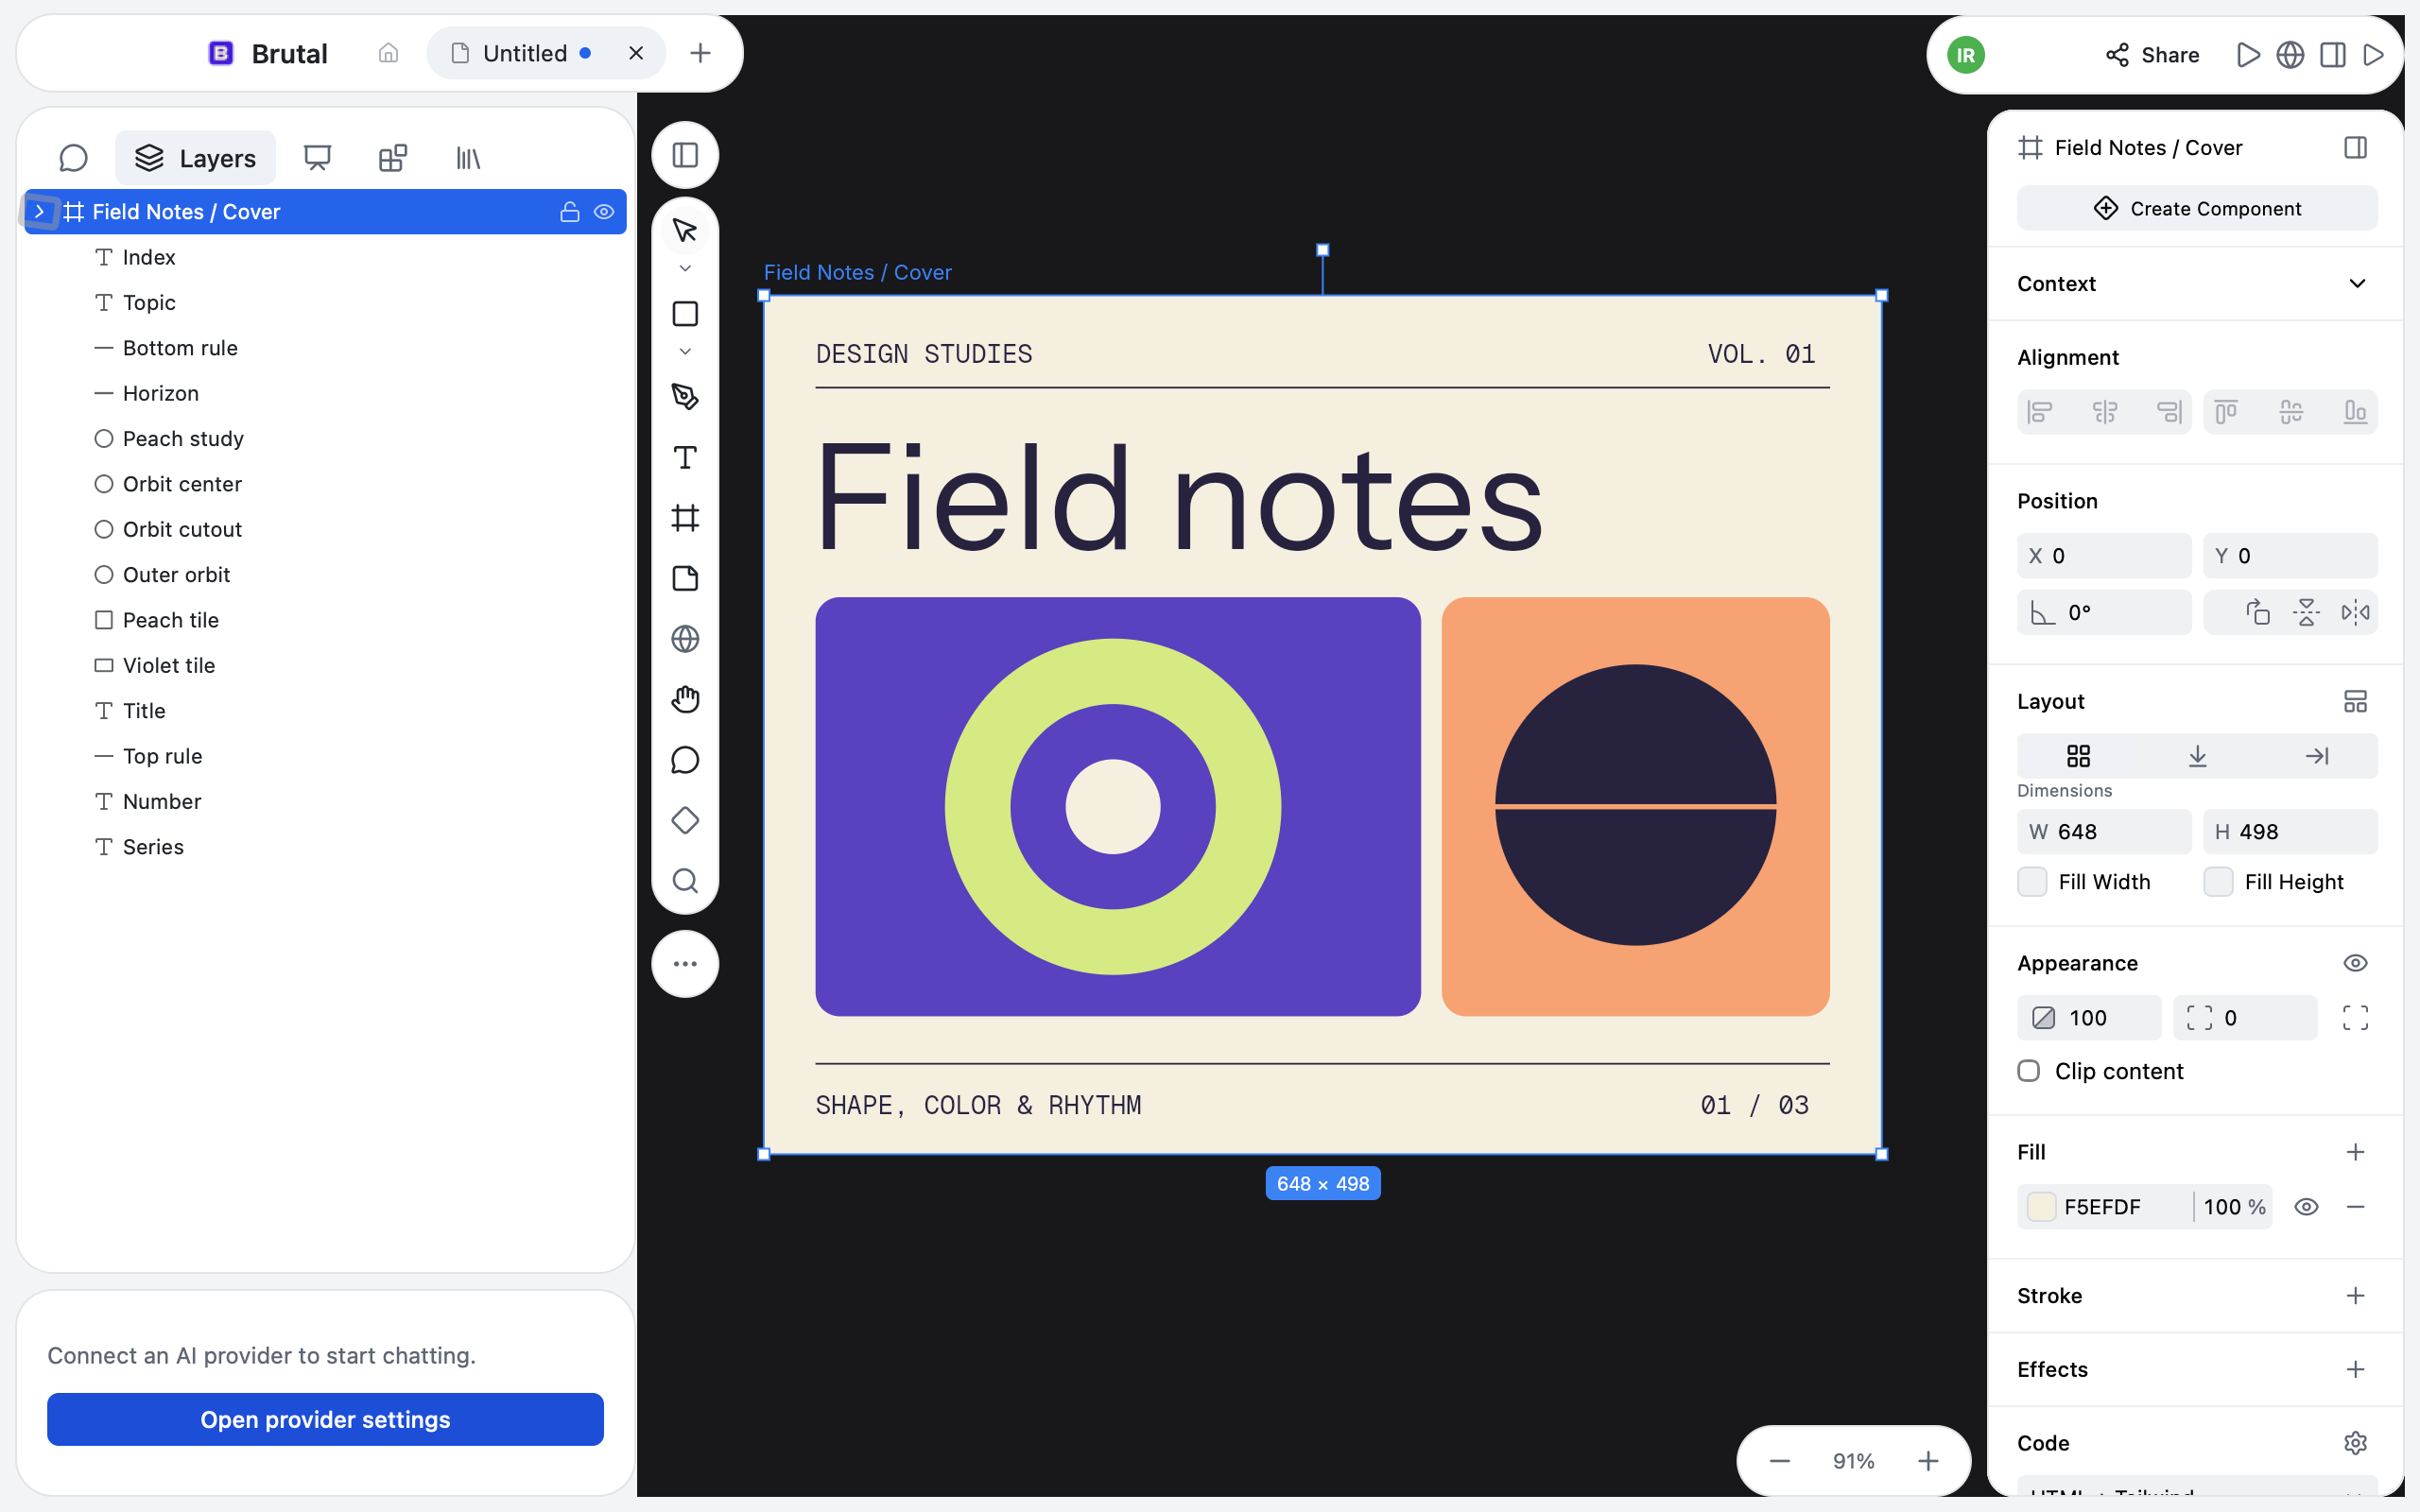 Brutal
Untitled
IR
Share
Layers
Field Notes / Cover
Index
Topic
Bottom rule
Horizon
Peach study
Orbit center
Orbit cutout
Outer orbit
Peach tile
Violet tile
Title
Top rule
Number
Series
Connect an AI provider to start chatting.
Open provider settings
Field Notes / Cover
DESIGN STUDIES
VOL. 01
Field notes
SHAPE, COLOR & RHYTHM
01 / 03
648 × 498
91%
Field Notes / Cover
Create Component
Context
Alignment
Position
X 0
Y 0
0°
Layout
Dimensions
W 648
H 498
Fill Width
Fill Height
Appearance
100
0
Clip content
Fill
F5EFDF
100 %
Stroke
Effects
Code
HTML + Tailwind